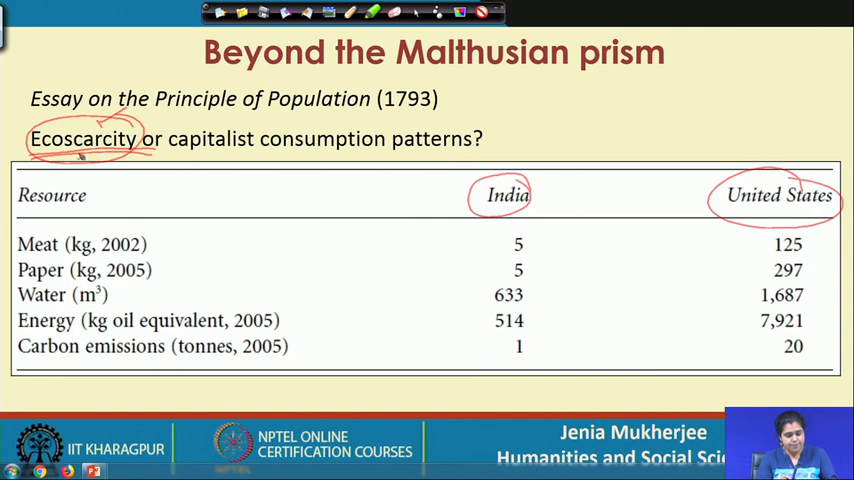 Beyond the Malthusian prism
Essay on the Principle of Population (1793)
Ecoscarcity or capitalist consumption patterns?
Resource India United States
Meat (kg, 2002) 5 125
Paper (kg, 2005) 5 297
Water (m³) 633 1,687
Energy (kg oil equivalent, 2005) 514 7,921
Carbon emissions (tonnes, 2005) 1 20
IIT KHARAGPUR
NPTEL ONLINE
CERTIFICATION COURSES
NPTEL
Jenia Mukherjee
Humanities and Social Sci